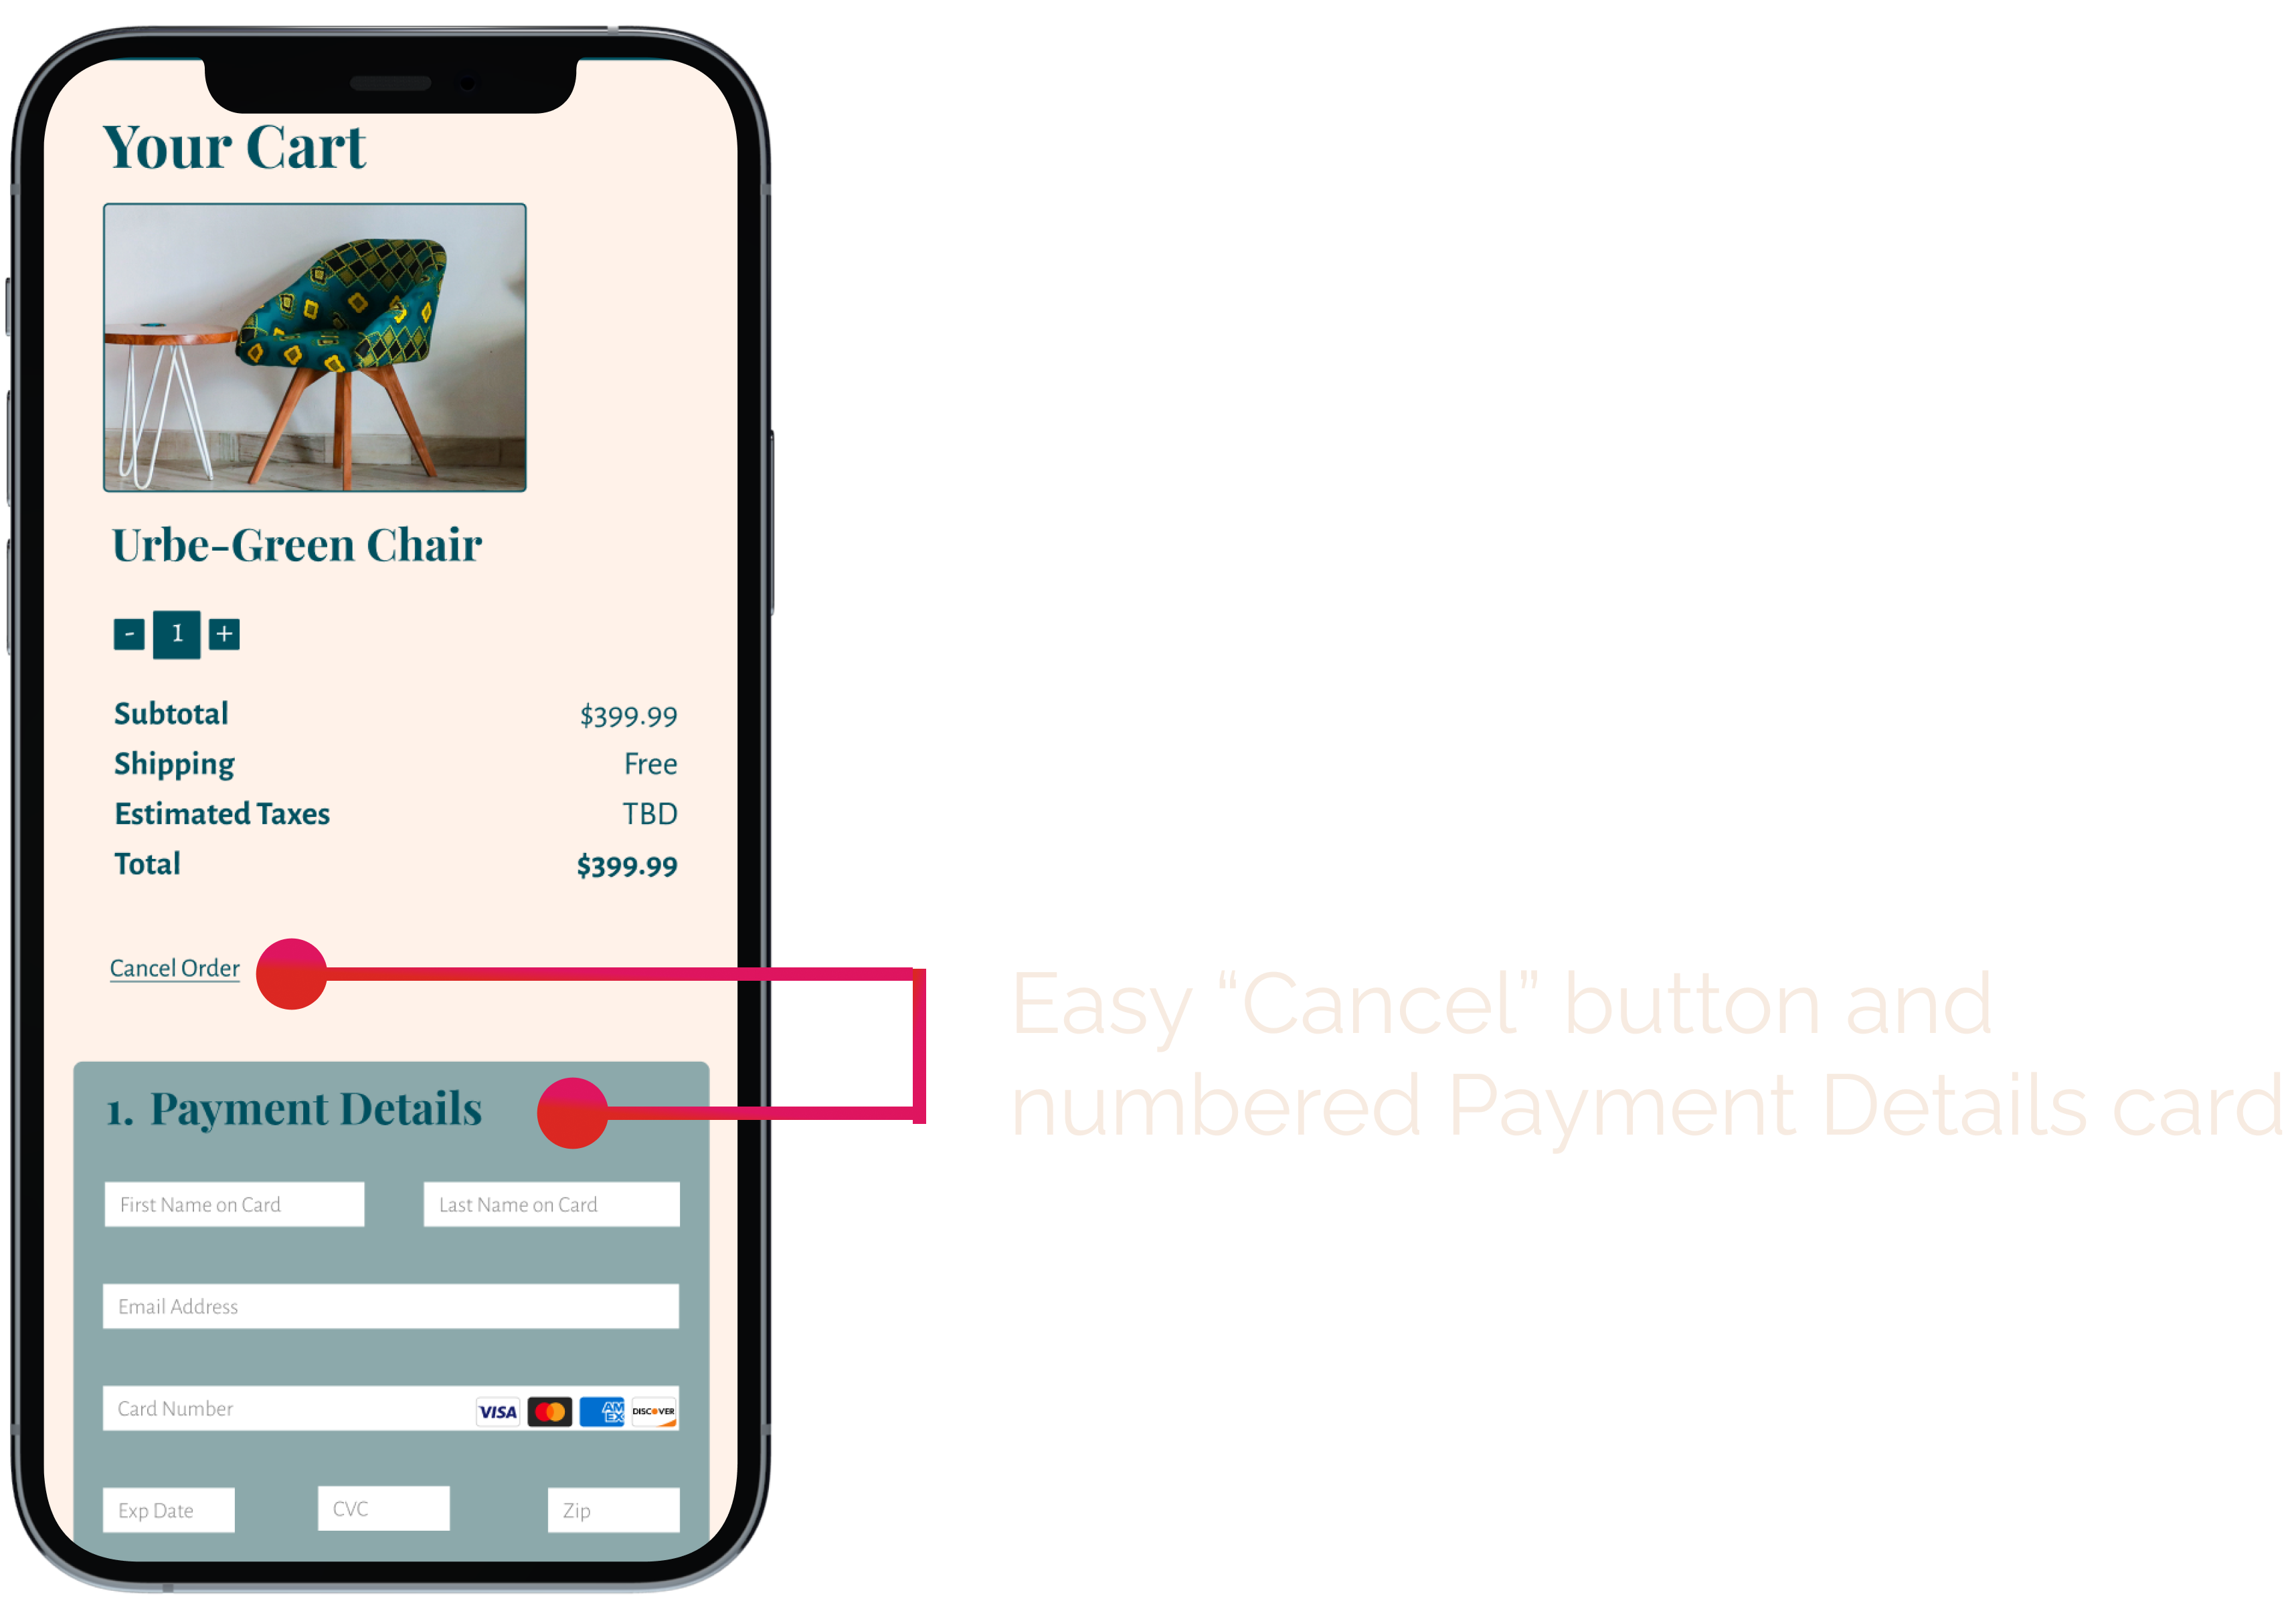 Your Cart
Urbe-Green Chair
- 1 +
Subtotal $399.99
Shipping Free
Estimated Taxes TBD
Total $399.99
Cancel Order
Easy “Cancel” button and
numbered Payment Details card
1. Payment Details
First Name on Card Last Name on Card
Email Address
Card Number VISA AM EX DISCOVER
Exp Date CVC Zip